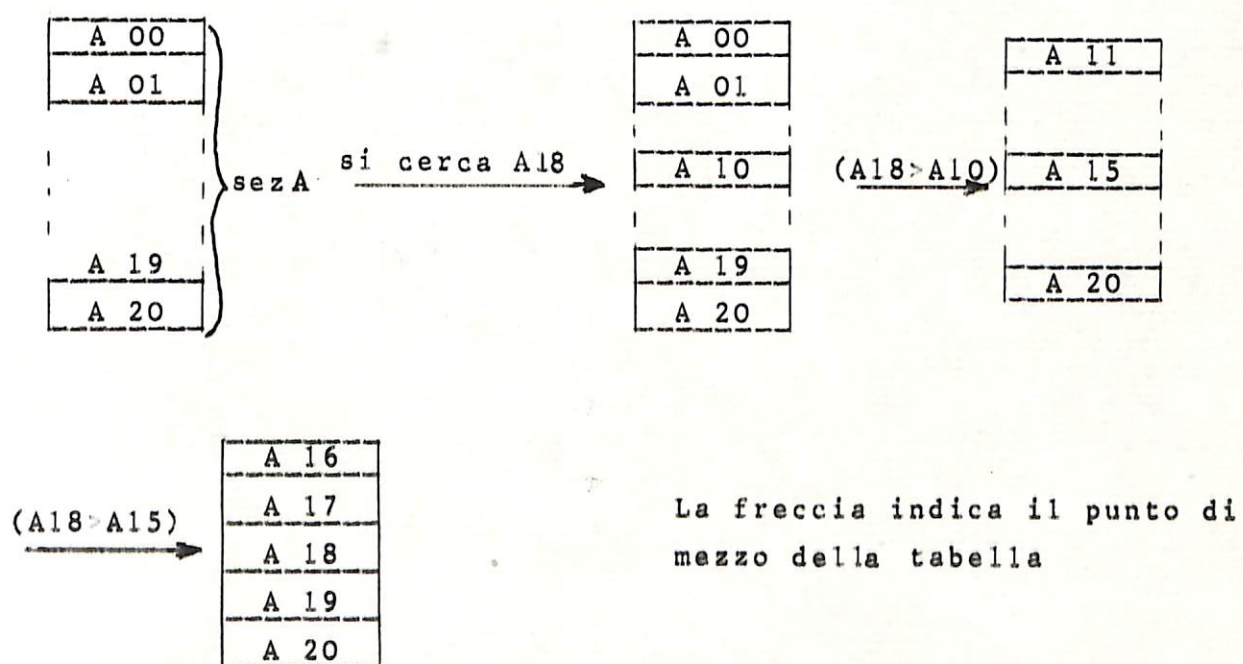 A 00
A 01
A 19
A 20
sez A
si cerca A18
A 00
A 01
A 10
A 19
A 20
(A18>A10)
A 11
A 15
A 20
(A18>A15)
A 16
A 17
A 18
A 19
A 20
La freccia indica il punto di
mezzo della tabella